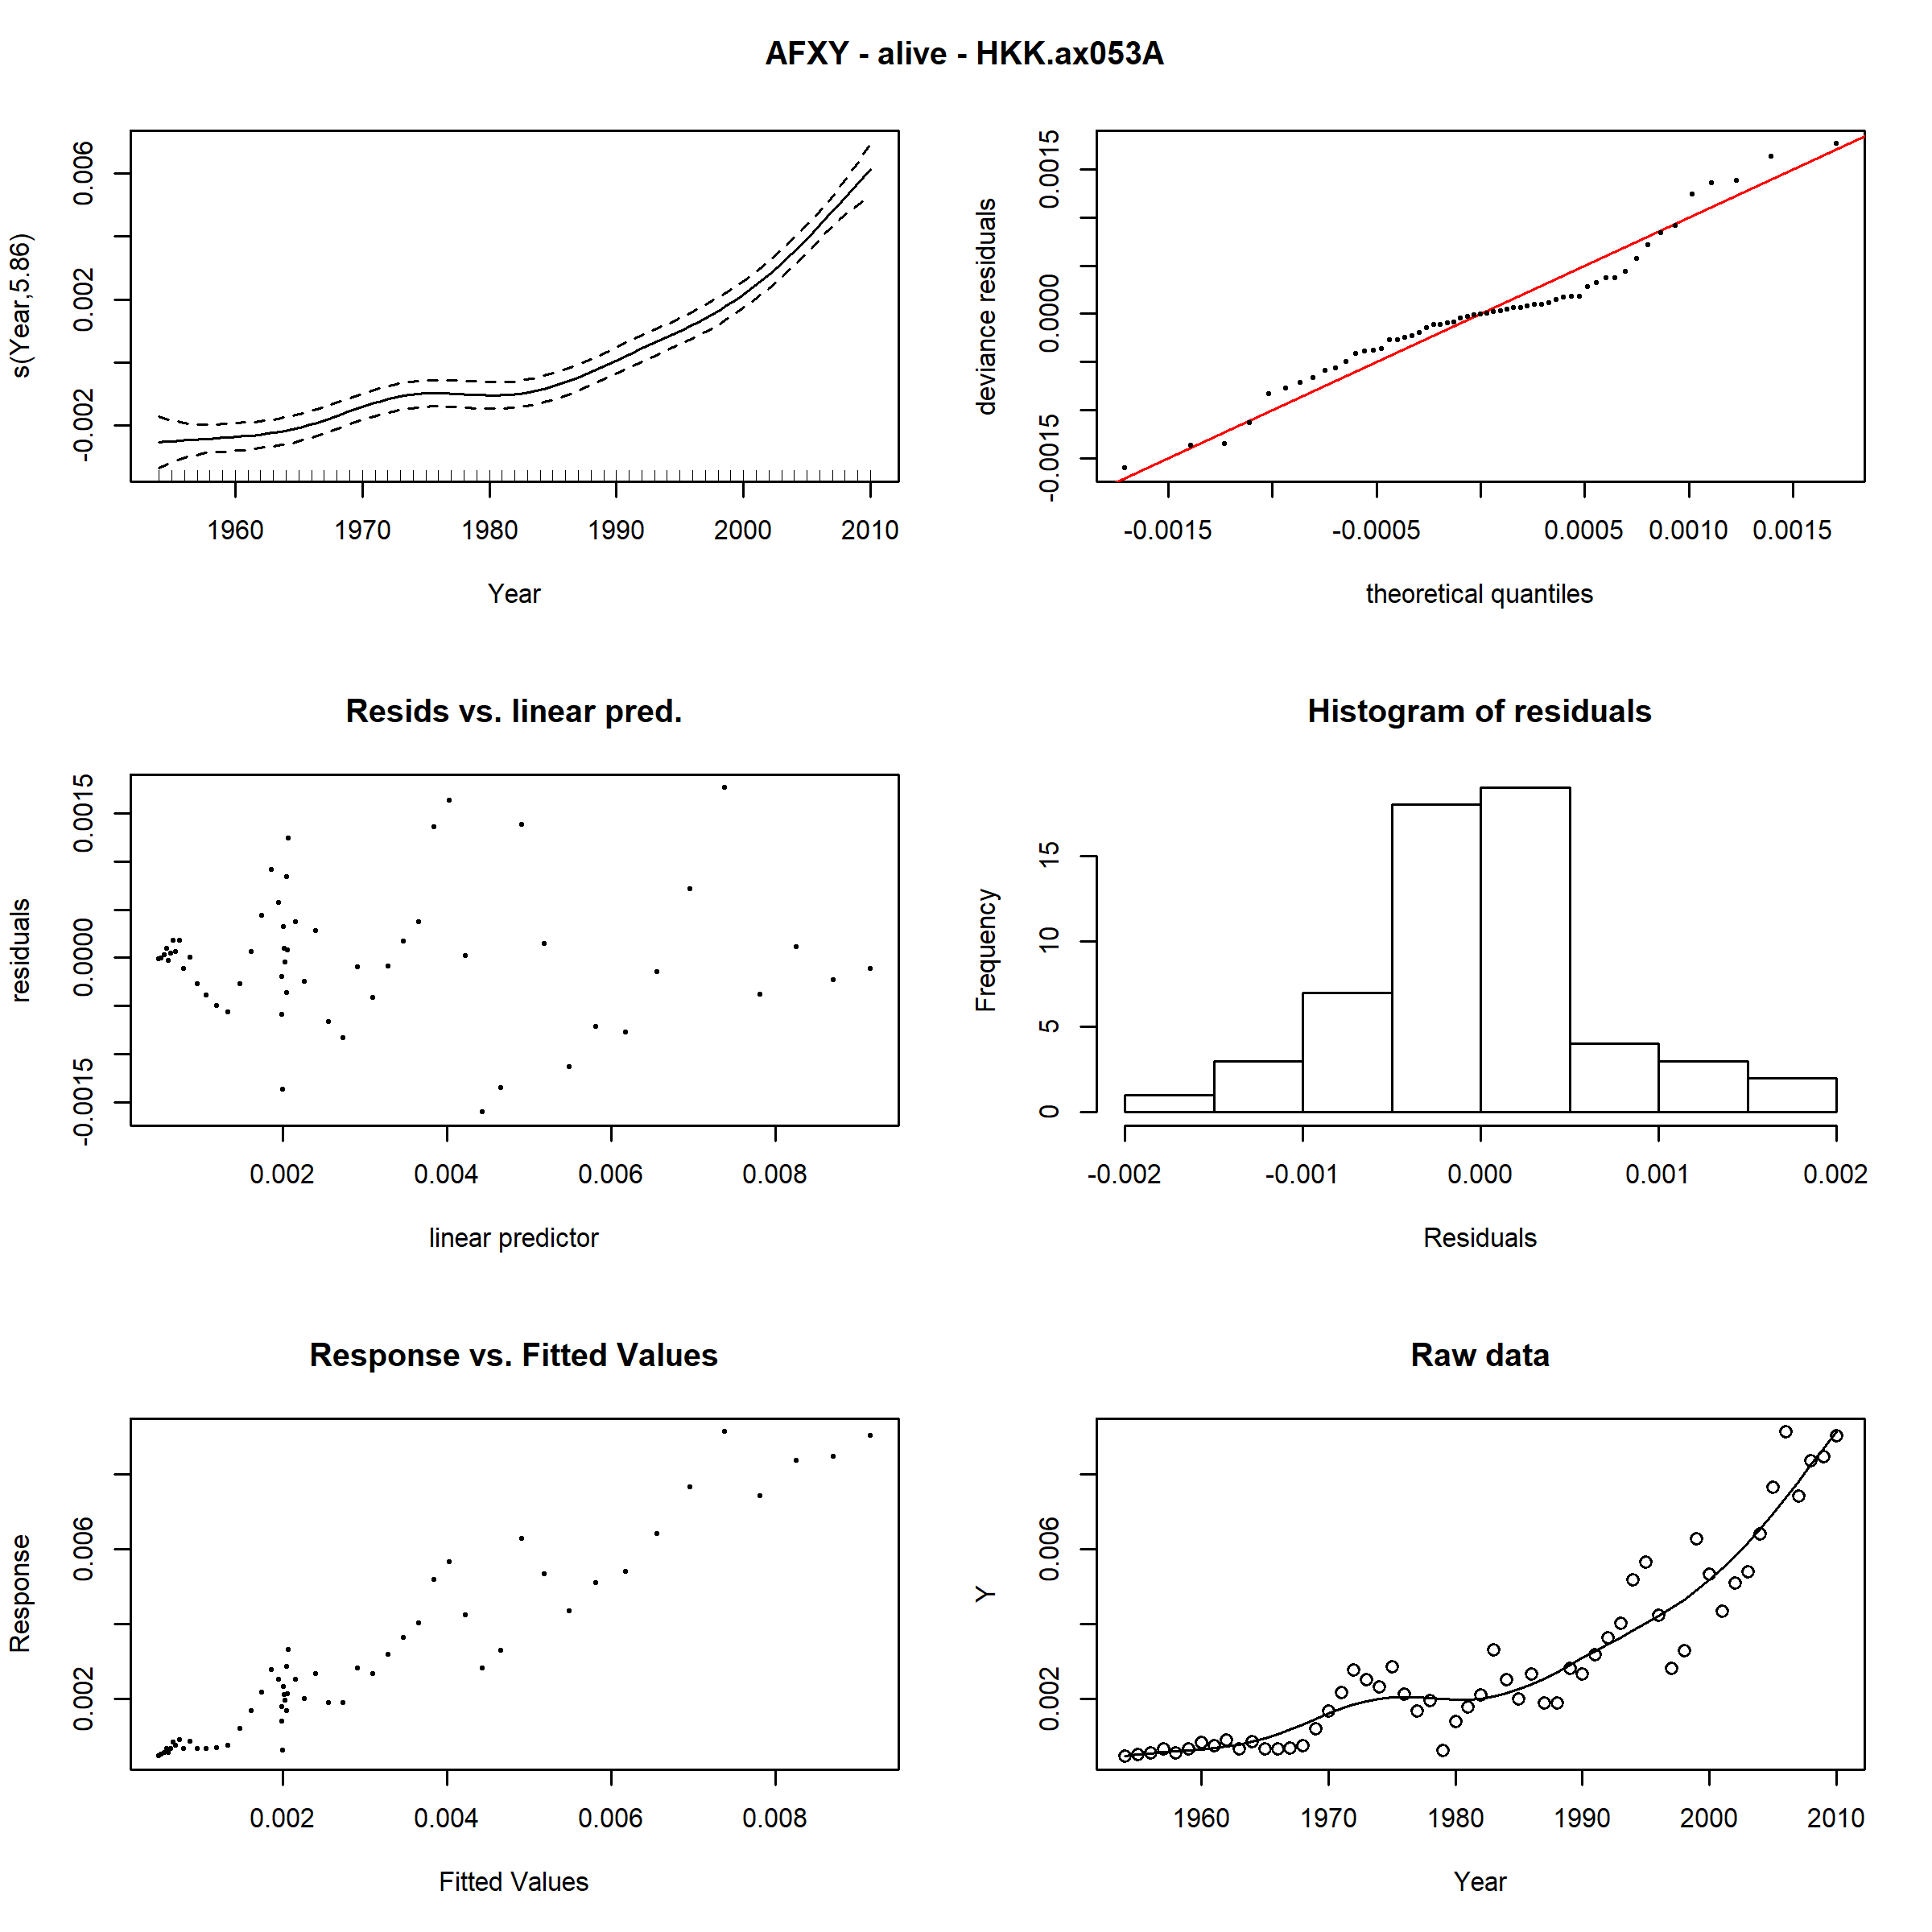 AFXY - alive - HKK.ax053A
s(Year,5.86)
-0.002 0.002 0.006
1960 1970 1980 1990 2000 2010
Year
deviance residuals
-0.0015 0.0000 0.0015
-0.0015 -0.0005 0.0005 0.0010 0.0015
theoretical quantiles
Resids vs. linear pred.
residuals
-0.0015 0.0000 0.0015
0.002 0.004 0.006 0.008
linear predictor
Histogram of residuals
Frequency
0 5 10 15
-0.002 -0.001 0.000 0.001 0.002
Residuals
Response vs. Fitted Values
Response
0.002 0.006
0.002 0.004 0.006 0.008
Fitted Values
Raw data
Y
0.002 0.006
1960 1970 1980 1990 2000 2010
Year